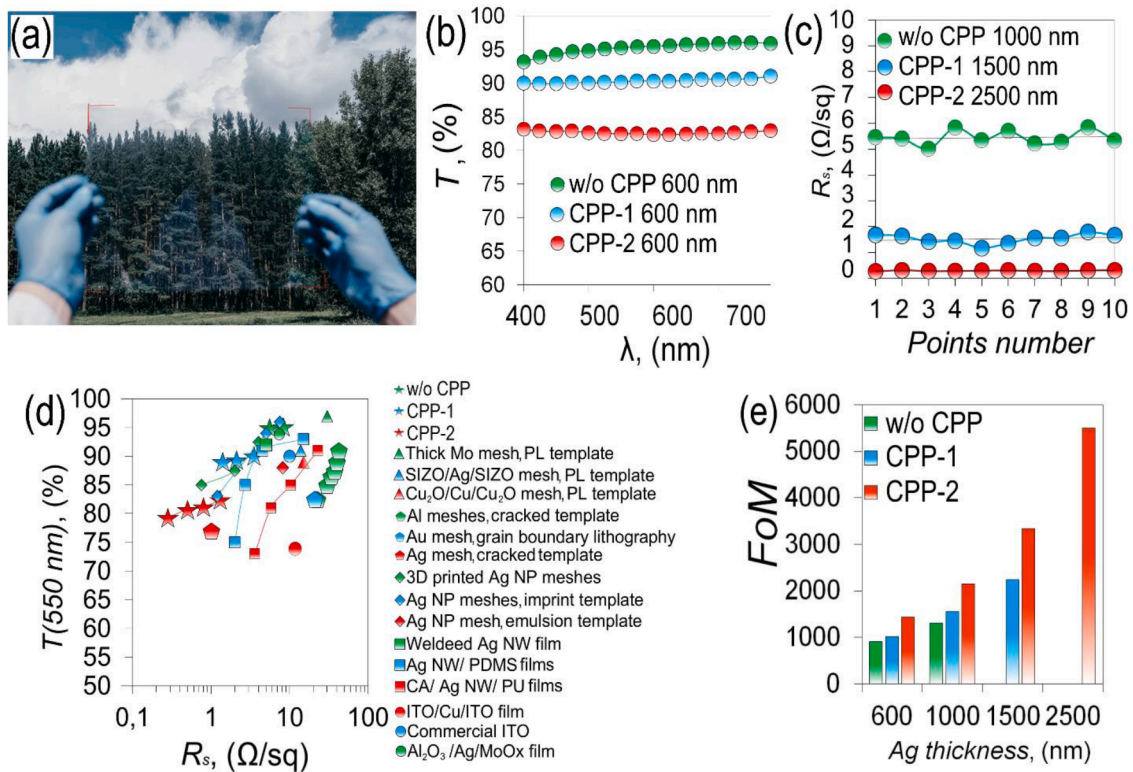 (a)
(b)
100
95
90
85
80
75
70
65
60
T, (%)
w/o CPP 600 nm
CPP-1 600 nm
CPP-2 600 nm
400 500 600 700
λ, (nm)
(c)
10
9
8
7
6
5
4
3
2
1
0
Rs, (Ω/sq)
w/o CPP 1000 nm
CPP-1 1500 nm
CPP-2 2500 nm
1 2 3 4 5 6 7 8 9 10
Points number
(d)
100
95
90
85
80
75
70
65
60
55
50
T(550 nm), (%)
0,1 1 10 100
Rs, (Ω/sq)
w/o CPP
CPP-1
CPP-2
Thick Mo mesh, PL template
SIZO/Ag/SIZO mesh, PL template
Cu2O/Cu/Cu2O mesh, PL template
Al meshes, cracked template
Au mesh, grain boundary lithography
Ag mesh, cracked template
3D printed Ag NP meshes
Ag NP meshes, imprint template
Ag NP mesh, emulsion template
Weldeed Ag NW film
Ag NW/ PDMS films
CA/ Ag NW/ PU films
ITO/Cu/ITO film
Commercial ITO
Al2O3 /Ag/MoOx film
(e)
6000
5000
4000
3000
2000
1000
0
FoM
w/o CPP
CPP-1
CPP-2
600 1000 1500 2500
Ag thickness, (nm)